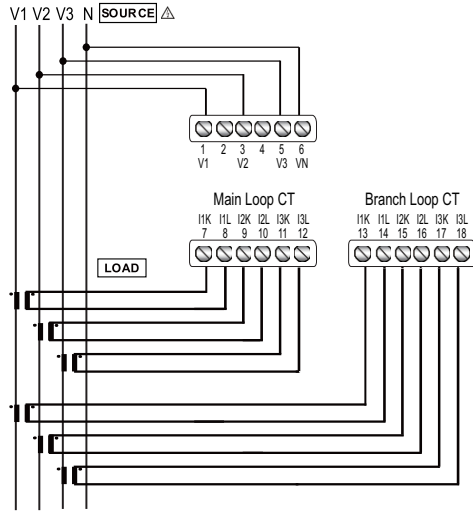 V1 V2 V3 N SOURCE ⚠
1 2 3 4 5 6
V1 V2 V3 VN
Main Loop CT Branch Loop CT
I1K I1L I2K I2L I3K I3L I1K I1L I2K I2L I3K I3L
7 8 9 10 11 12 13 14 15 16 17 18
LOAD